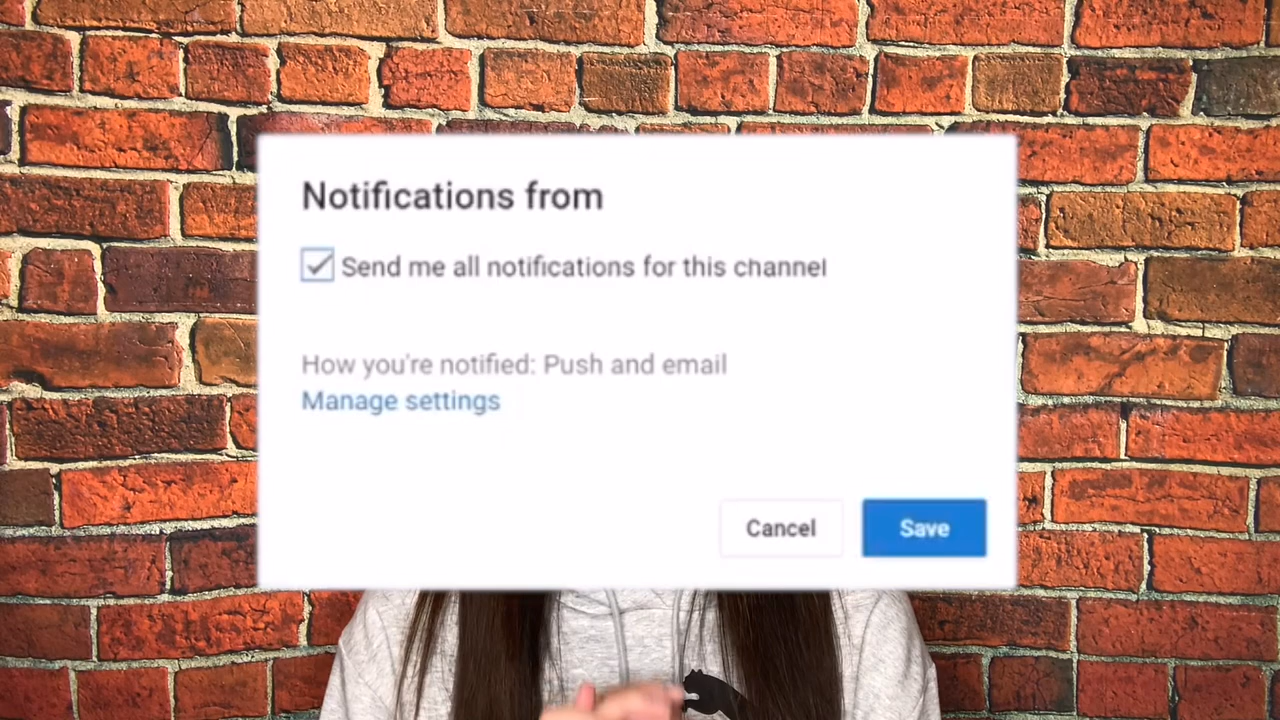 Notifications from
Send me all notifications for this channel
How you're notified: Push and email
Manage settings
Cancel
Save